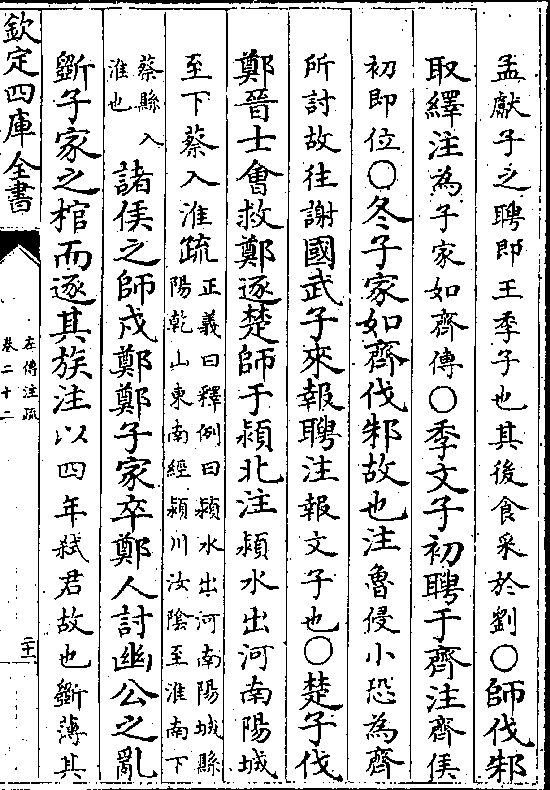 孟獻子之聘即王季子也其後食采於劉○師伐邾
取繹注為子家如齊傳○季文子初聘于齊注齊侯
初即位○冬子家如齊伐邾故也注魯侵小恐為齊
所討故往謝國武子來報聘注報文子也○楚子伐
鄭晉士會救鄭逐楚師于潁北注潁水出河南陽城
至下蔡入淮疏正義曰釋例曰潁水出河南陽城縣
陽乾山東南經潁川汝陰至淮南下
蔡縣入
淮也
諸侯之師戍鄭鄭子家卒鄭人討幽公之亂
斵子家之棺而逐其族注以四年弒君故也斵薄其
欽定四庫全書
左傳注疏
卷二十二
二十一